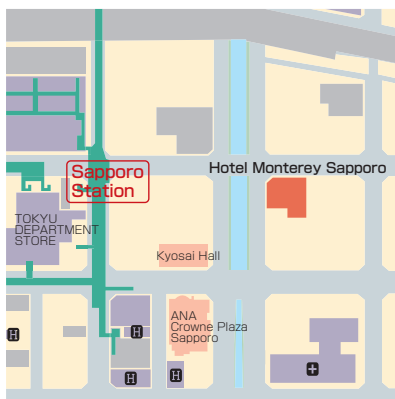 Sapporo
Station
Hotel Monterey Sapporo
TOKYU
DEPARTMENT
STORE
Kyosai Hall
ANA
Crowne Plaza
Sapporo
H
H
H
H